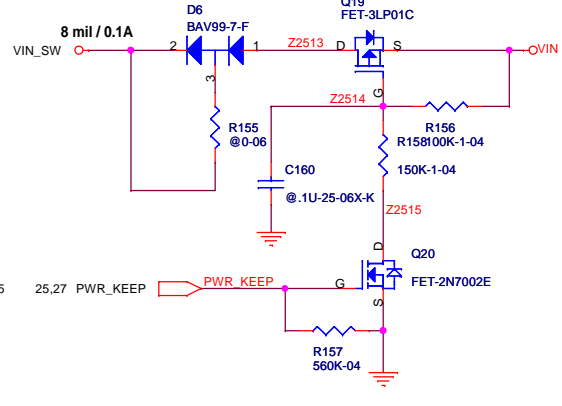 Q19
D6
FET-3LP01C
BAV99-7-F
8 mil / 0.1A
VIN_SW
2
1
Z2513
D
S
VIN
3
G
Z2514
R155
@0-06
R156
R158100K-1-04
C160
150K-1-04
@.1U-25-06X-K
Z2515
D
Q20
FET-2N7002E
5
25,27
PWR_KEEP
PWR_KEEP
G
S
R157
560K-04